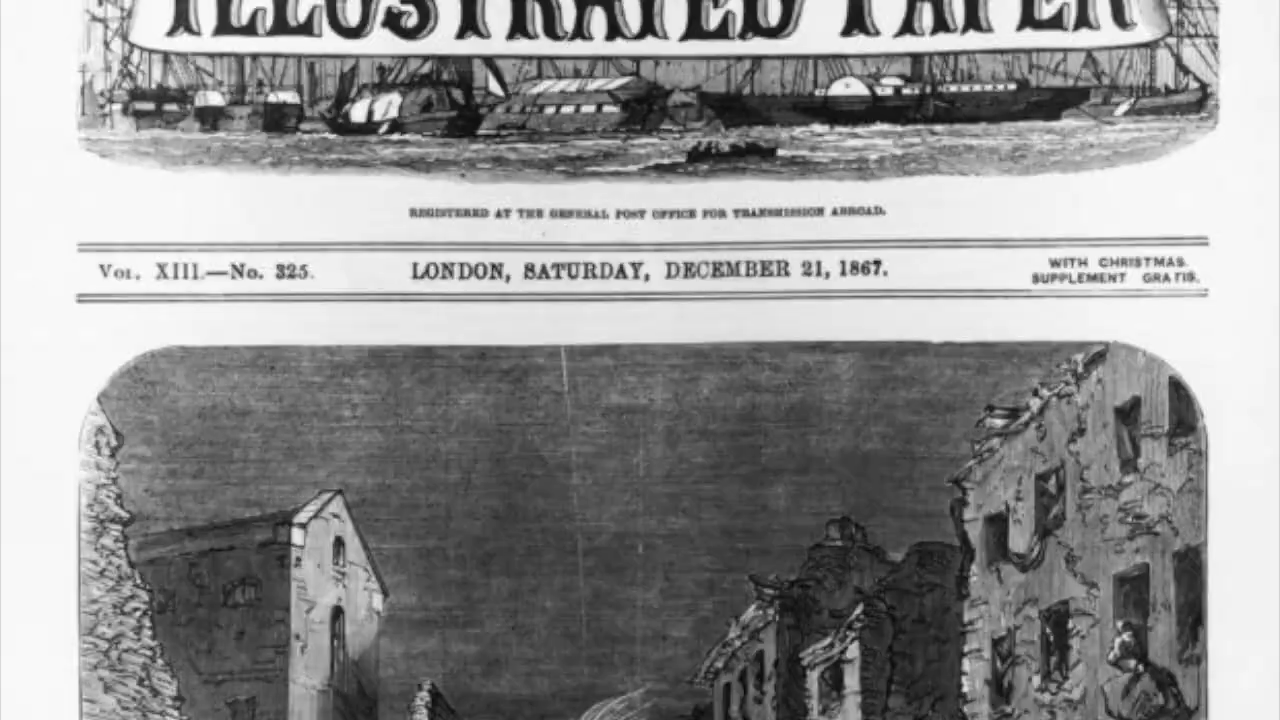 ILLUSTRATED PAPER
REGISTERED AT THE GENERAL POST OFFICE FOR TRANSMISSION ABROAD.
VOL. XIII.—No. 325.
LONDON, SATURDAY, DECEMBER 21, 1867.
WITH CHRISTMAS
SUPPLEMENT GRATIS.